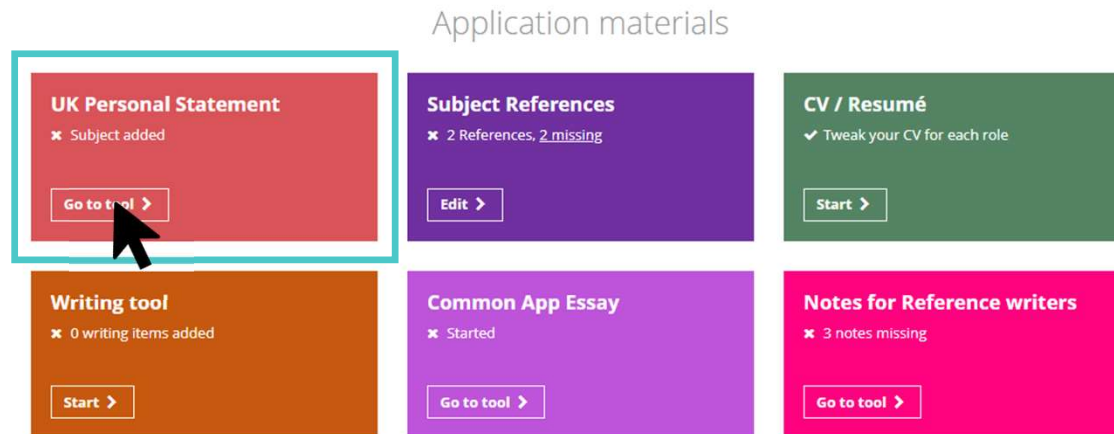 Application materials
UK Personal Statement
✖ Subject added
Go to tool ❯
Subject References
✖ 2 References, 2 missing
Edit ❯
CV / Resumé
✔ Tweak your CV for each role
Start ❯
Writing tool
✖ 0 writing items added
Start ❯
Common App Essay
✖ Started
Go to tool ❯
Notes for Reference writers
✖ 3 notes missing
Go to tool ❯